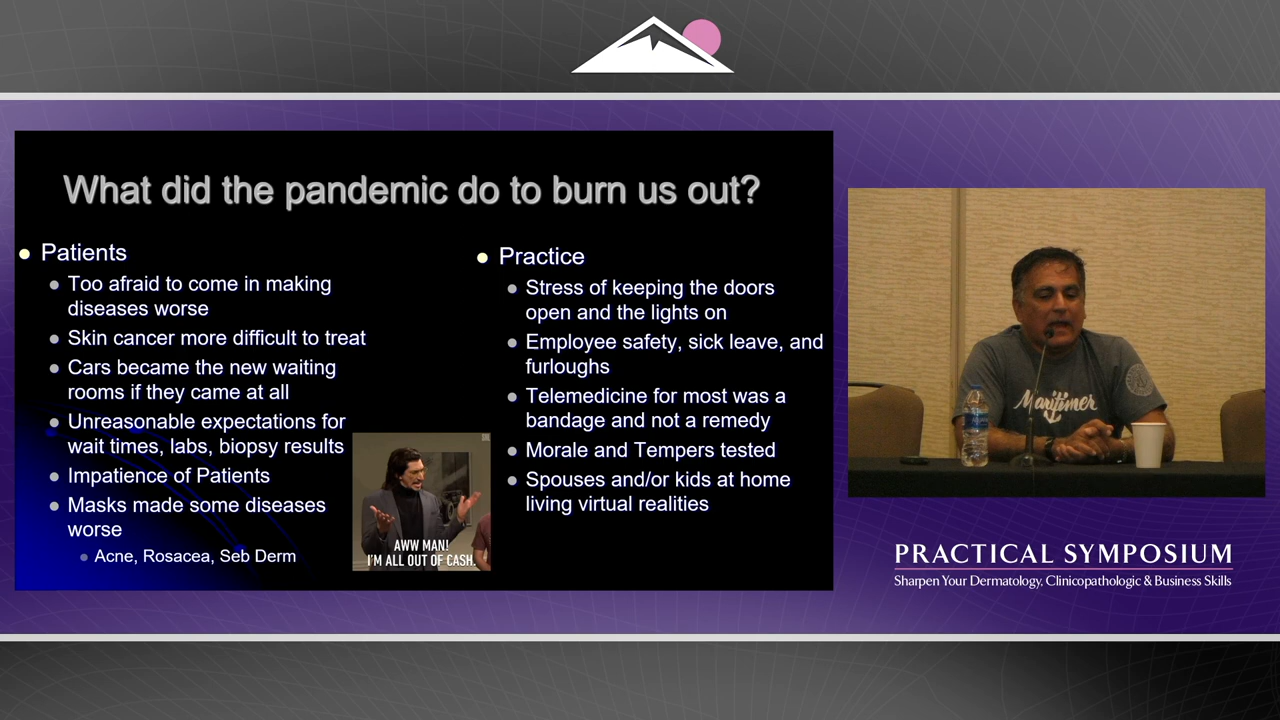 What did the pandemic do to burn us out?
Patients
Too afraid to come in making
diseases worse
Skin cancer more difficult to treat
Cars became the new waiting
rooms if they came at all
Unreasonable expectations for
wait times, labs, biopsy results
Impatience of Patients
Masks made some diseases
worse
Acne, Rosacea, Seb Derm
AWW MAN!
I'M ALL OUT OF CASH.
Practice
Stress of keeping the doors
open and the lights on
Employee safety, sick leave, and
furloughs
Telemedicine for most was a
bandage and not a remedy
Morale and Tempers tested
Spouses and/or kids at home
living virtual realities
Maritimer
PRACTICAL SYMPOSIUM
Sharpen Your Dermatology, Clinicopathologic & Business Skills